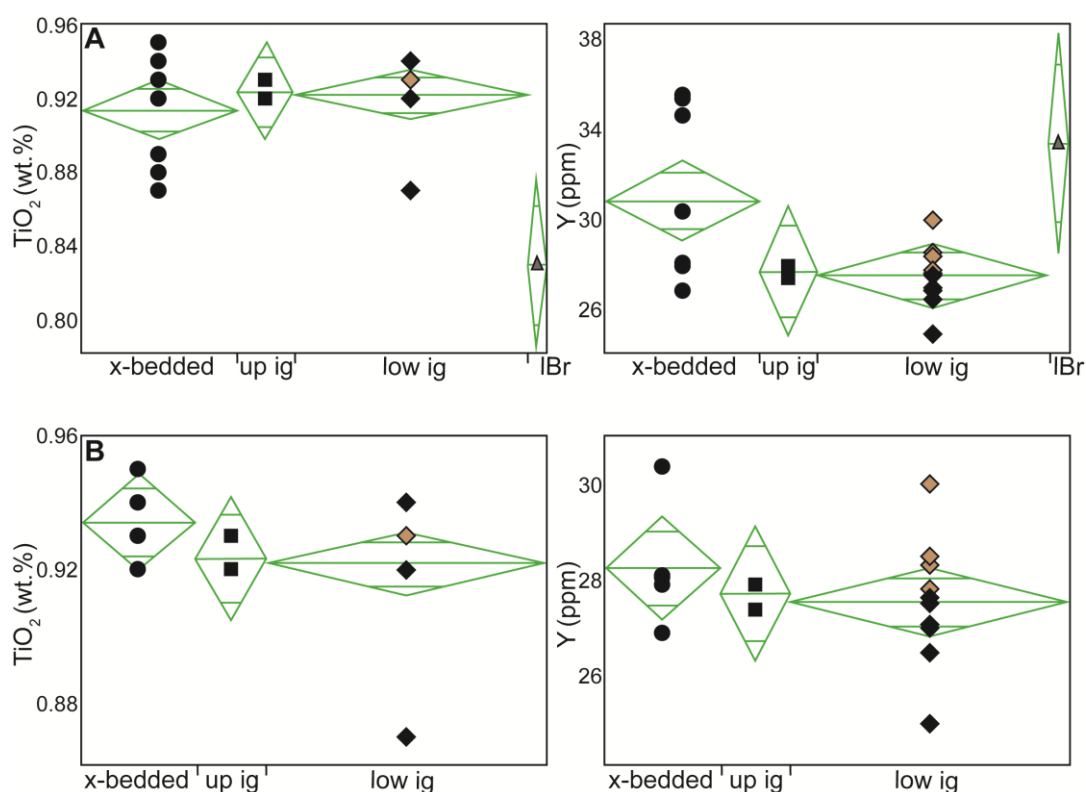 A
TiO2 (wt.%)
0.96
0.92
0.88
0.84
0.80
x-bedded up ig low ig IBr
Y (ppm)
38
34
30
26
x-bedded up ig low ig IBr
B
TiO2 (wt.%)
0.96
0.92
0.88
x-bedded up ig low ig
Y (ppm)
30
28
26
x-bedded up ig low ig